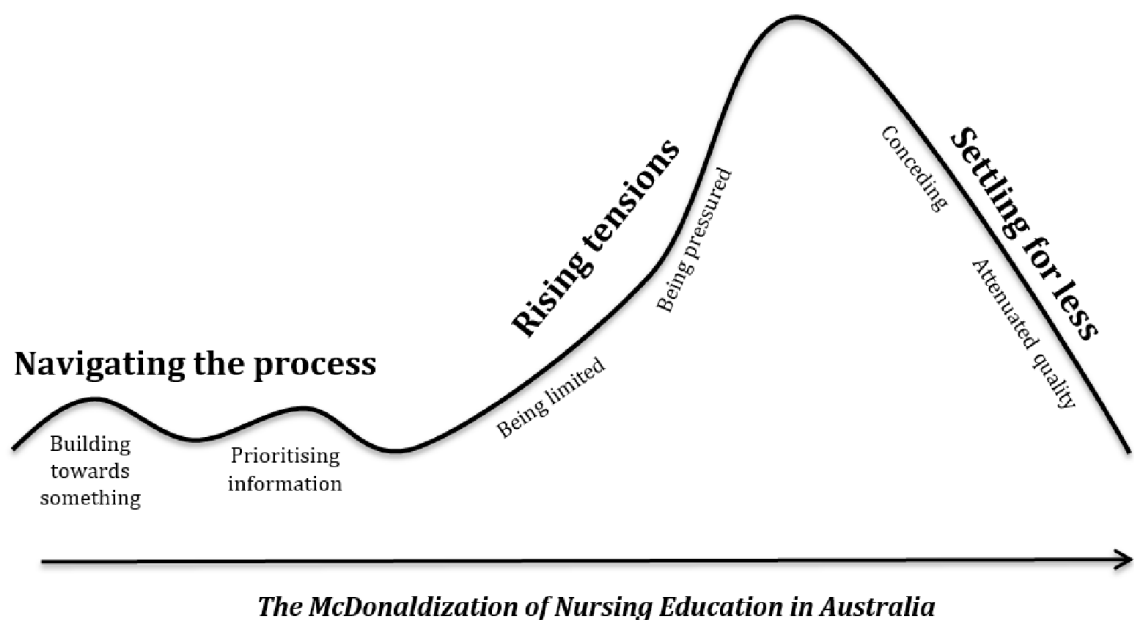 Navigating the process
Building
towards
something
Prioritising
information
Rising tensions
Being limited
Being pressured
Settling for less
Conceding
Attenuated quality
The McDonaldization of Nursing Education in Australia